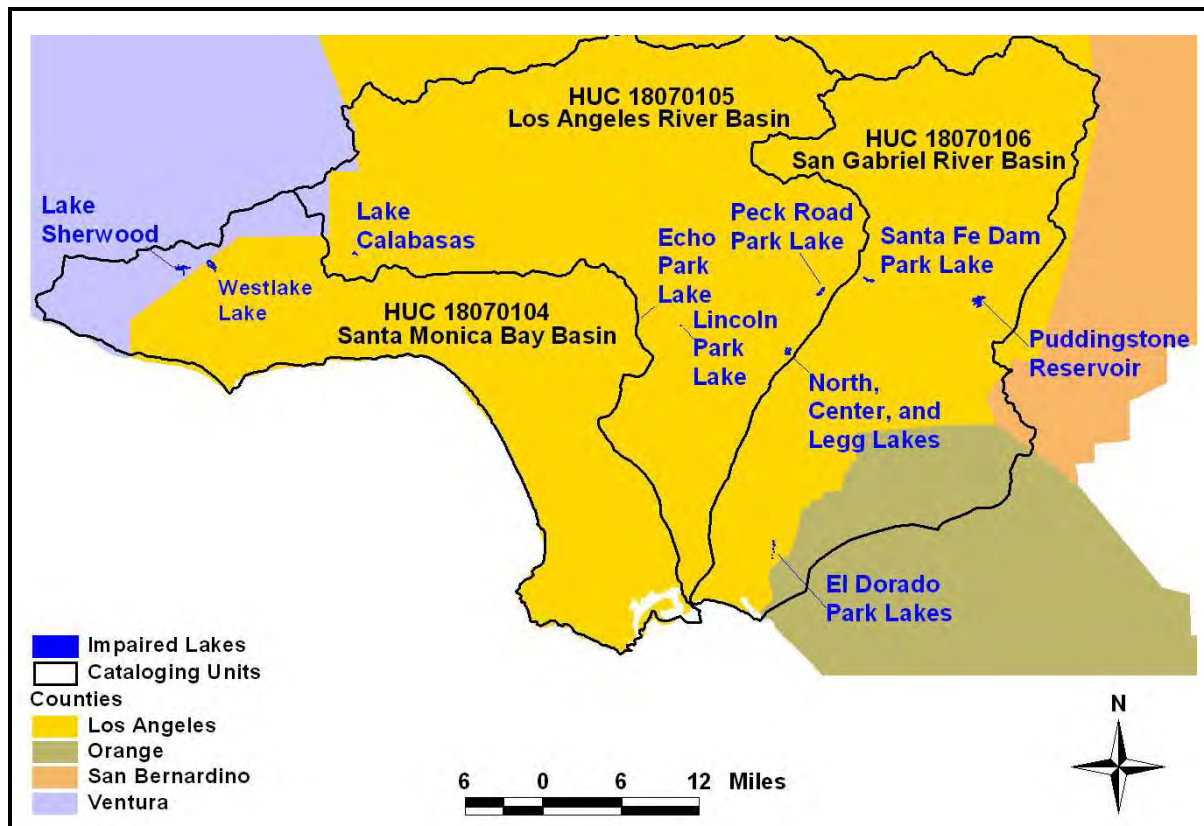 HUC 18070105
Los Angeles River Basin
HUC 18070106
San Gabriel River Basin
Lake
Sherwood
Lake
Calabasas
Westlake
Lake
HUC 18070104
Santa Monica Bay Basin
Echo
Park
Lake
Lincoln
Park
Lake
Peck Road
Park Lake
Santa Fe Dam
Park Lake
Puddingstone
Reservoir
North,
Center, and
Legg Lakes
El Dorado
Park Lakes
Impaired Lakes
Cataloging Units
Counties
Los Angeles
Orange
San Bernardino
Ventura
6 0 6 12 Miles
N